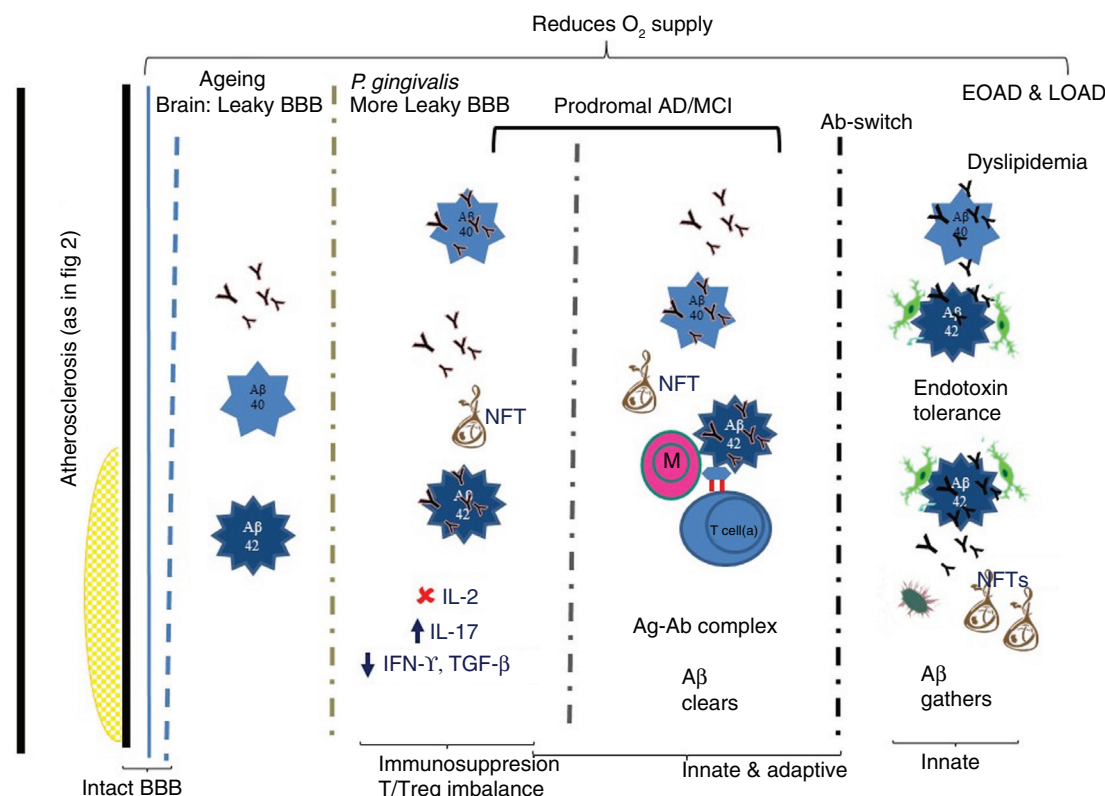 Reduces O₂ supply
Atherosclerosis (as in fig 2)
Intact BBB
Ageing
Brain: Leaky BBB
Aβ
40
Aβ
42
P. gingivalis
More Leaky BBB
Aβ
40
NFT
Aβ
42
IL-2
IL-17
IFN-ϒ, TGF-β
Immunosuppresion
T/Treg imbalance
Prodromal AD/MCI
Aβ
40
NFT
Aβ
42
M
T cell(a)
Ag-Ab complex
Aβ
clears
Innate & adaptive
Ab-switch
EOAD & LOAD
Dyslipidemia
Aβ
40
Aβ
42
Endotoxin
tolerance
Aβ
42
NFTs
Aβ
gathers
Innate